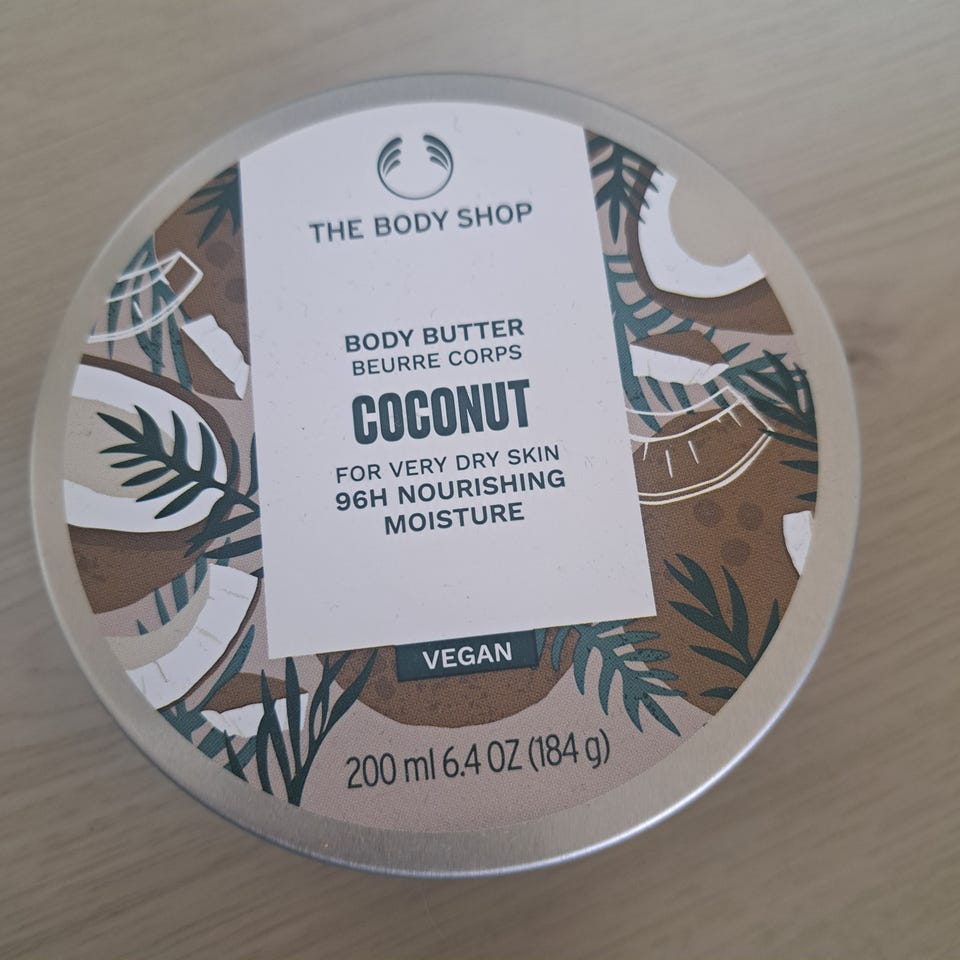 THE BODY SHOP
BODY BUTTER
BEURRE CORPS
COCONUT
FOR VERY DRY SKIN
96H NOURISHING
MOISTURE
VEGAN
200 ml 6.4 OZ (184 g)